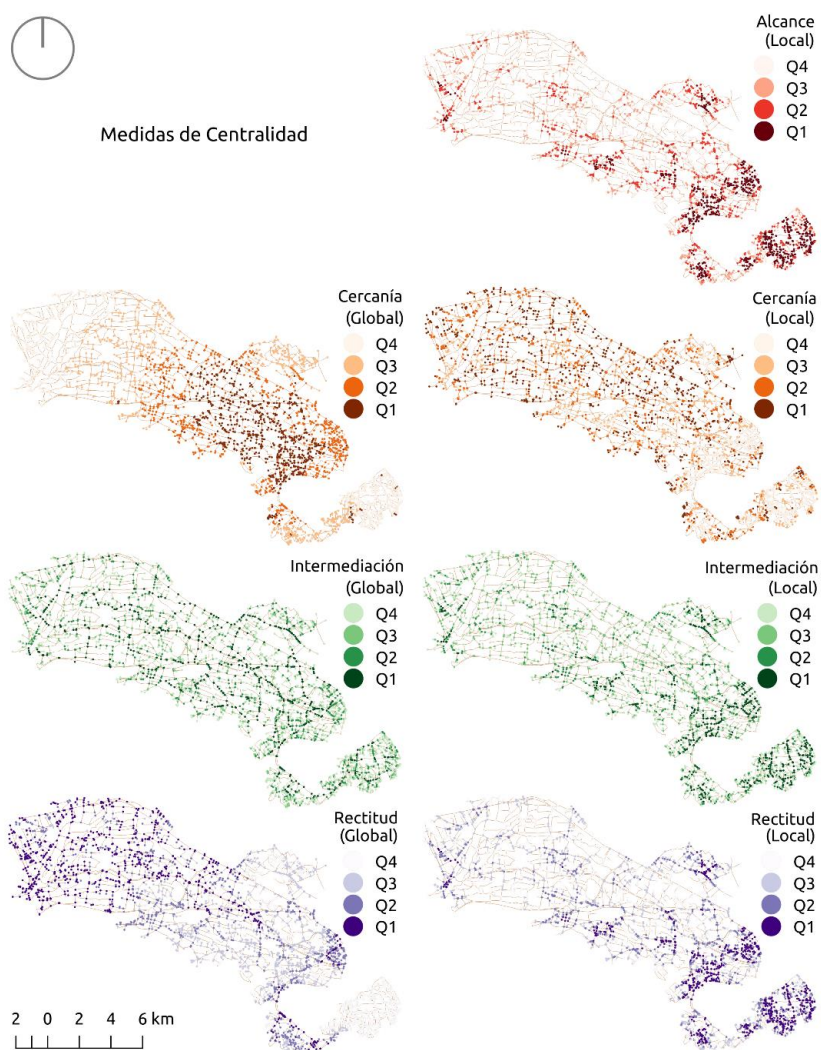 Medidas de Centralidad
Alcance
(Local)
Q4
Q3
Q2
Q1
Cercanía
(Global)
Q4
Q3
Q2
Q1
Cercanía
(Local)
Q4
Q3
Q2
Q1
Intermediación
(Global)
Q4
Q3
Q2
Q1
Intermediación
(Local)
Q4
Q3
Q2
Q1
Rectitud
(Global)
Q4
Q3
Q2
Q1
Rectitud
(Local)
Q4
Q3
Q2
Q1
2 0 2 4 6 km